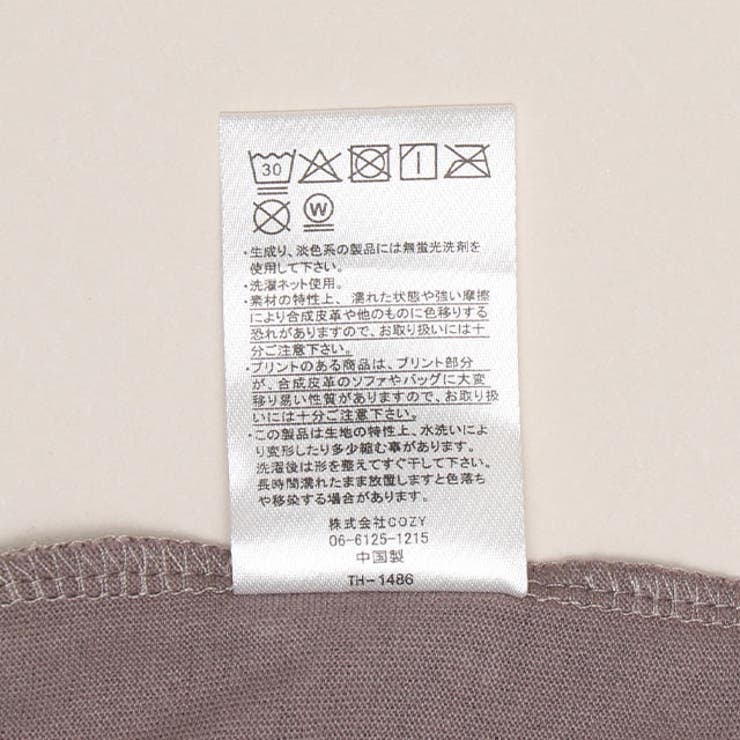 30
W
・生成り、淡色系の製品には無蛍光洗剤を
使用して下さい。
・洗濯ネット使用。
・素材の特性上、濡れた状態や強い摩擦
により合成皮革や他のものに色移りする
恐れがありますので、お取り扱いには十
分ご注意下さい。
・プリントのある商品は、プリント部分
が、合成皮革のソファやバッグに大変
移り易い性質がありますので、お取り扱
いには十分ご注意下さい。
・この製品は生地の特性上、水洗いによ
り変形したり多少縮む事があります。
洗濯後は形を整えてすぐ干して下さい。
長時間濡れたまま放置しますと色落ち
や移染する場合があります。
株式会社COZY
06-6125-1215
中国製
TH-1486